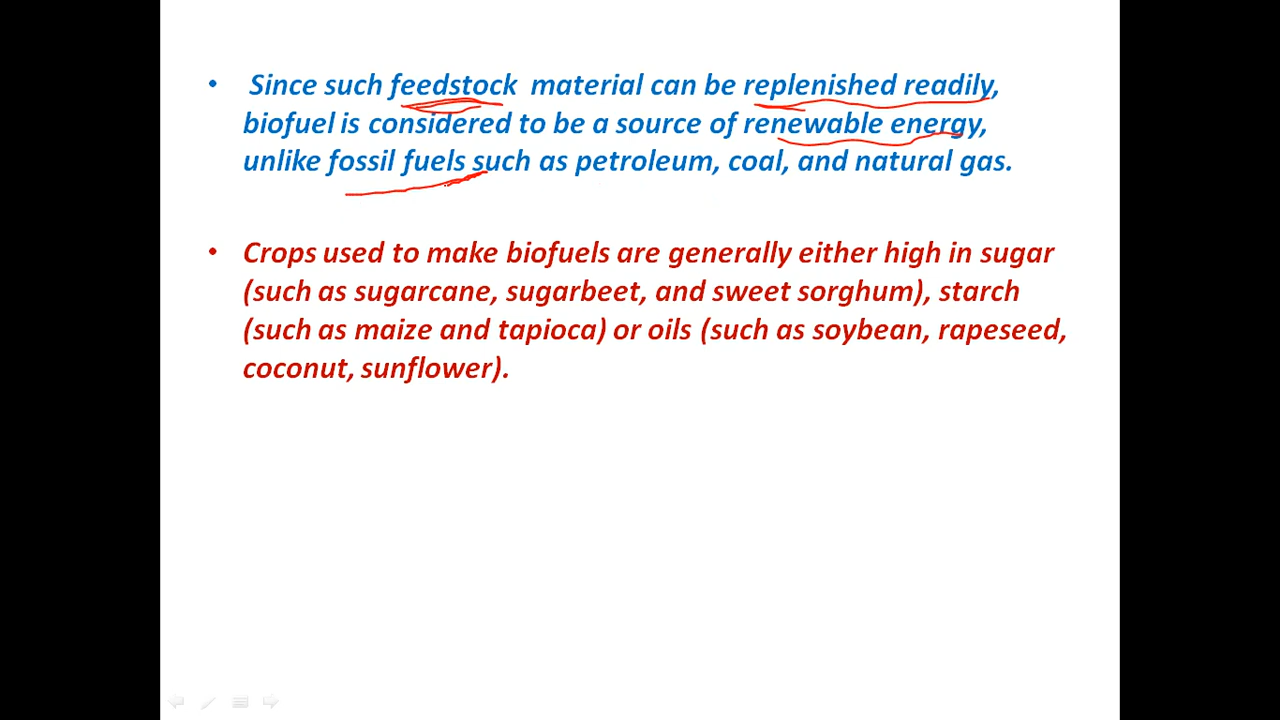 • Since such feedstock material can be replenished readily,
biofuel is considered to be a source of renewable energy,
unlike fossil fuels such as petroleum, coal, and natural gas.
• Crops used to make biofuels are generally either high in sugar
(such as sugarcane, sugarbeet, and sweet sorghum), starch
(such as maize and tapioca) or oils (such as soybean, rapeseed,
coconut, sunflower).